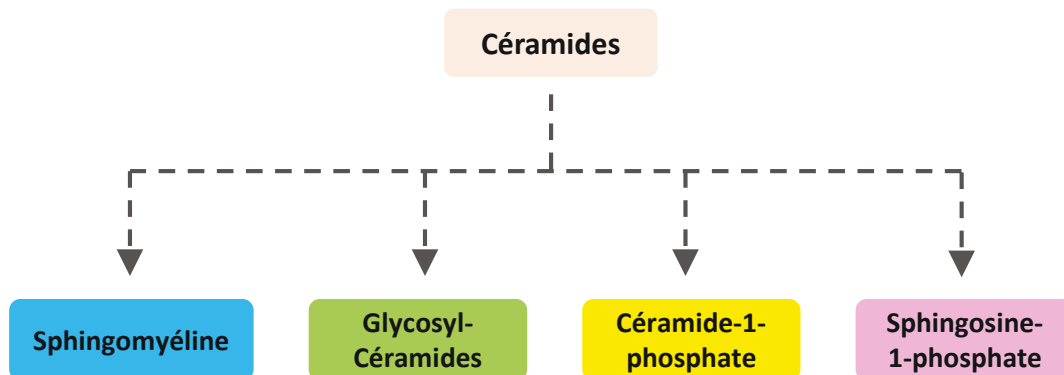 Céramides
Sphingomyéline
Glycosyl-
Céramides
Céramide-1-
phosphate
Sphingosine-
1-phosphate